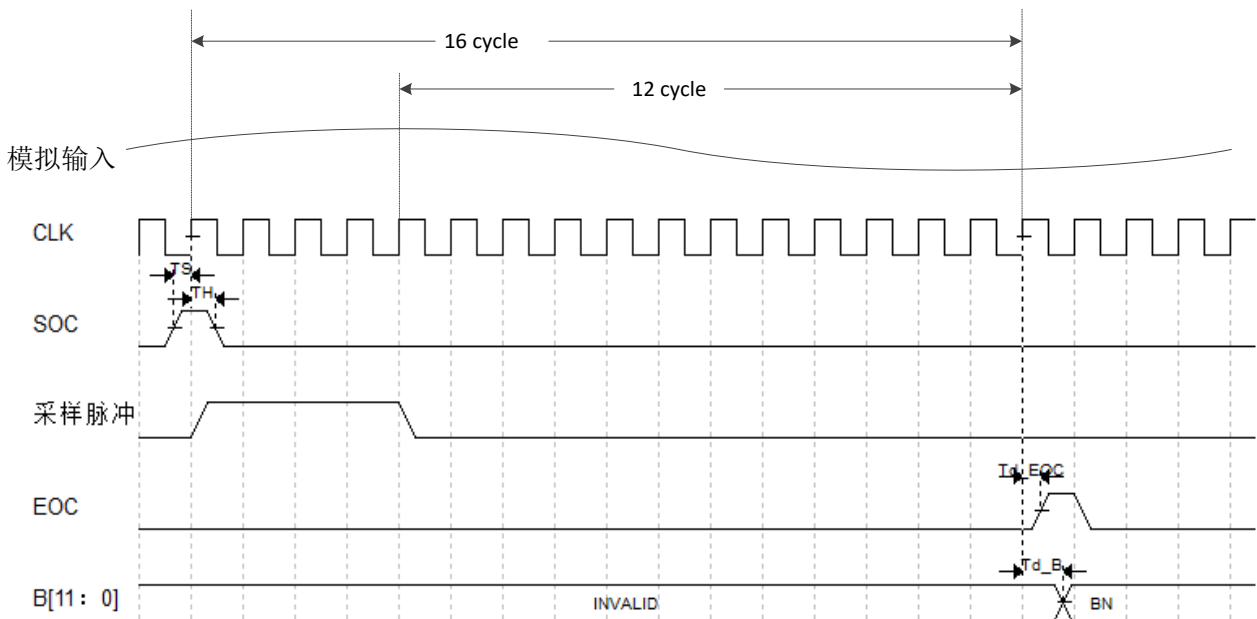 16 cycle
12 cycle
模拟输入
CLK
TS
TH
SOC
采样脉冲
Td_EOC
EOC
Td_B
B[11：0]
INVALID
BN